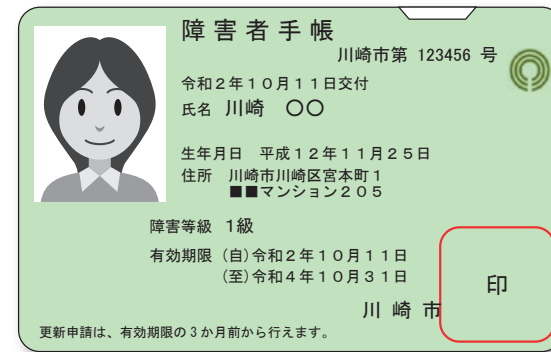 障害者手帳
川崎市第 123456 号
令和２年１０月１１日交付
氏名 川崎 〇〇
生年月日 平成１２年１１月２５日
住所 川崎市川崎区宮本町１
■■マンション２０５
障害等級 1級
有効期限（自）令和２年１０月１１日
（至）令和４年１０月３１日
川崎市
印
更新申請は、有効期限の３か月前から行えます。